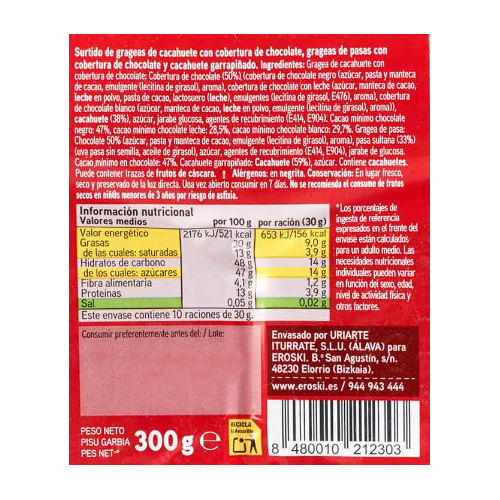 Surtido de grageas de cacahuete con cobertura de chocolate, grageas de pasas con
cobertura de chocolate y cacahuete garrapiñado. Ingredientes: Gragea de cacahuete con
cobertura de chocolate: Cobertura de chocolate (50%), (cobertura de chocolate negro (azúcar, pasta y manteca
de cacao, emulgente (lecitina de girasol), aroma), cobertura de chocolate con leche (azúcar, manteca de cacao,
leche en polvo, pasta de cacao, lactosuero (leche), emulgentes (lecitina de girasol, E476), aroma), cobertura de
chocolate blanco (azúcar, manteca de cacao, leche en polvo, emulgente (lecitina de girasol), aroma)),
cacahuete (38%), azúcar, jarabe glucosa, agentes de recubrimiento (E414, E904). Cacao mínimo chocolate
negro: 47%, cacao mínimo chocolate leche: 28,5%, cacao mínimo chocolate blanco: 29,7%. Gragea de pasa:
Chocolate 50% (azúcar, pasta y manteca de cacao, emulgente (lecitina de girasol), aroma), pasa sultana (33%)
(uva pasa sin semilla, aceite de girasol), azúcar, agentes de recubrimiento (E414, E904), jarabe de glucosa.
Cacao mínimo en chocolate: 47%. Cacahuete Garrapiñado: Cacahuete (59%), azúcar. Contiene cacahuetes.
Puede contener trazas de frutos de cáscara. Alérgenos: en negrita. Conservación: En lugar fresco,
seco y preservado de la luz directa. Una vez abierto consumir en 7 días. No se recomienda el consumo de frutos
secos en niños menores de 3 años por riesgo de asfixia.
Información nutricional
Valores medios por 100 g por ración (30 g)
Valor energético 2176 kJ/521 kcal 653 kJ/156 kcal
Grasas 30 g 9,0 g
de las cuales: saturadas 13 g 3,9 g
Hidratos de carbono 48 g 14 g
de los cuales: azúcares 47 g 14 g
Fibra alimentaria 4,1 g 1,2 g
Proteínas 13 g 3,9 g
Sal 0,05 g 0,02 g
Este envase contiene 10 raciones de 30 g.
*Los porcentajes de
ingesta de referencia
expresados en el frente del
envase están calculados
para un adulto medio. Las
necesidades nutricionales
individuales pueden variar
en función del sexo, edad,
nivel de actividad física y
otros factores.
Consumir preferentemente antes del: / Lote:
Envasado por URIARTE
ITURRATE, S.L.U. (ÁLAVA) para
EROSKI. B.º San Agustín, s/n.
48230 Elorrio (Bizkaia).
www.eroski.es / 944 943 444
PESO NETO
PISU GARBIA
PES NET
300 g e
RECICLA
Al Amarillo
8 480010 212303